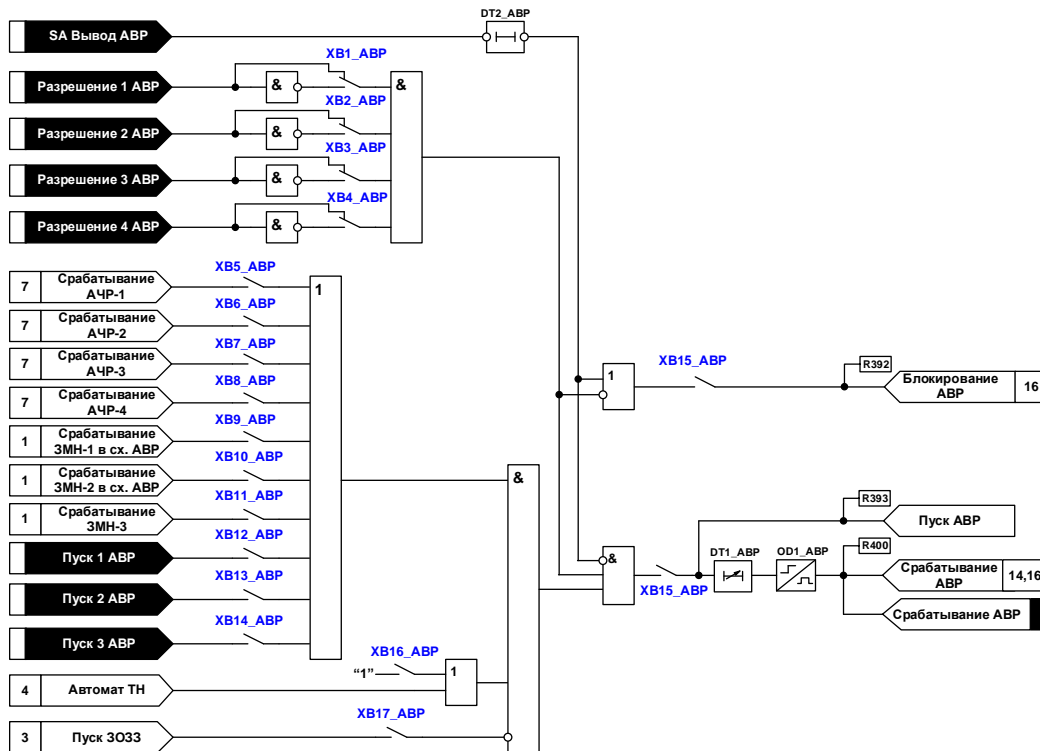 DT2_АВР
SA Вывод АВР
XB1_АВР
Разрешение 1 АВР
&
&
XB2_АВР
Разрешение 2 АВР
&
XB3_АВР
Разрешение 3 АВР
&
XB4_АВР
Разрешение 4 АВР
&
XB5_АВР
7
Срабатывание
АЧР-1
1
XB6_АВР
7
Срабатывание
АЧР-2
XB7_АВР
7
Срабатывание
АЧР-3
XB8_АВР
7
Срабатывание
АЧР-4
XB9_АВР
1
Срабатывание
ЗМН-1 в сх. АВР
XB10_АВР
1
Срабатывание
ЗМН-2 в сх. АВР
XB11_АВР
1
Срабатывание
ЗМН-3
XB12_АВР
Пуск 1 АВР
XB13_АВР
Пуск 2 АВР
XB14_АВР
Пуск 3 АВР
XB16_АВР
“1”
1
4
Автомат ТН
XB17_АВР
3
Пуск ЗОЗЗ
&
1
XB15_АВР
R392
Блокирование
АВР
16
&
XB15_АВР
R393
Пуск АВР
DT1_АВР
OD1_АВР
R400
Срабатывание
АВР
14,16
Срабатывание АВР